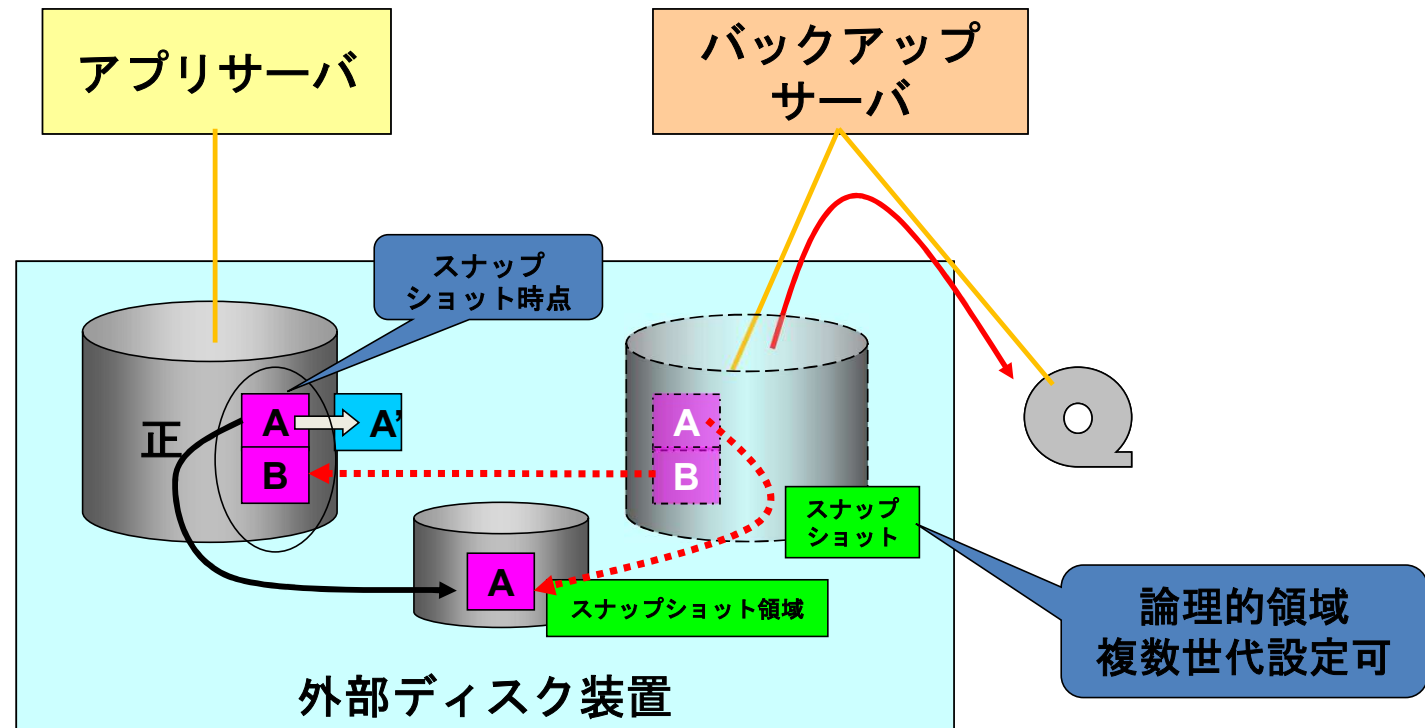 アプリサーバ
バックアップ
サーバ
スナップ
ショット時点
正
A
A’
B
A
B
スナップ
ショット
A
スナップショット領域
論理的領域
複数世代設定可
外部ディスク装置